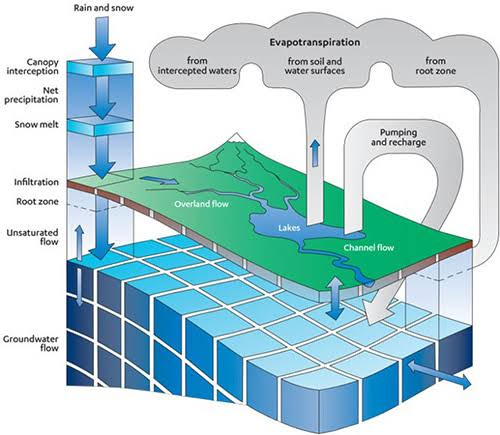 Rain and snow
Canopy
interception
Net
precipitation
Snow melt
Infiltration
Root zone
Unsaturated
flow
Groundwater
flow
Evapotranspiration
from
intercepted waters
from soil and
water surfaces
from
root zone
Pumping
and recharge
Overland flow
Lakes
Channel flow